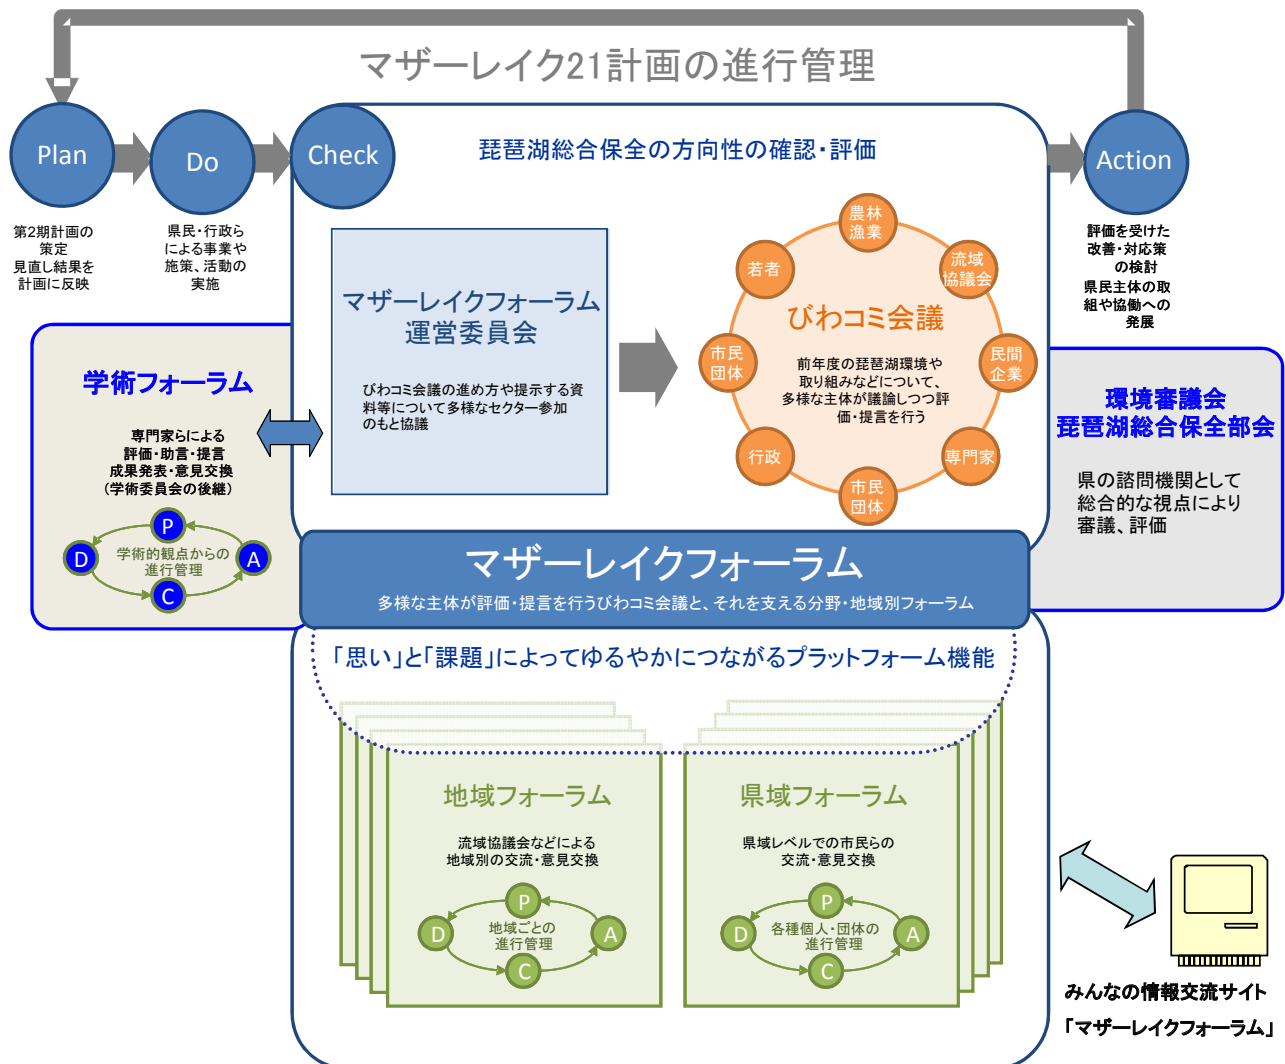 マザーレイク21計画の進行管理
Plan
Do
Check
Action
第2期計画の
策定
見直し結果を
計画に反映
県民・行政ら
による事業や
施策、活動の
実施
評価を受けた
改善・対応策
の検討
県民主体の取
組や協働への
発展
琵琶湖総合保全の方向性の確認・評価
マザーレイクフォーラム
運営委員会
びわコミ会議の進め方や提示する資
料等について多様なセクター参加
のもと協議
農林
漁業
流域
協議会
民間
企業
専門家
市民
団体
行政
市民
団体
若者
びわコミ会議
前年度の琵琶湖環境や
取り組みなどについて、
多様な主体が議論しつつ評
価・提言を行う
学術フォーラム
専門家らによる
評価・助言・提言
成果発表・意見交換
(学術委員会の後継)
P
D
A
C
学術的観点からの
進行管理
環境審議会
琵琶湖総合保全部会
県の諮問機関として
総合的な視点により
審議、評価
マザーレイクフォーラム
多様な主体が評価・提言を行うびわコミ会議と、それを支える分野・地域別フォーラム
「思い」と「課題」によってゆるやかにつながるプラットフォーム機能
地域フォーラム
流域協議会などによる
地域別の交流・意見交換
P
D
A
C
地域ごとの
進行管理
県域フォーラム
県域レベルでの市民らの
交流・意見交換
P
D
A
C
各種個人・団体の
進行管理
みんなの情報交流サイト
「マザーレイクフォーラム」